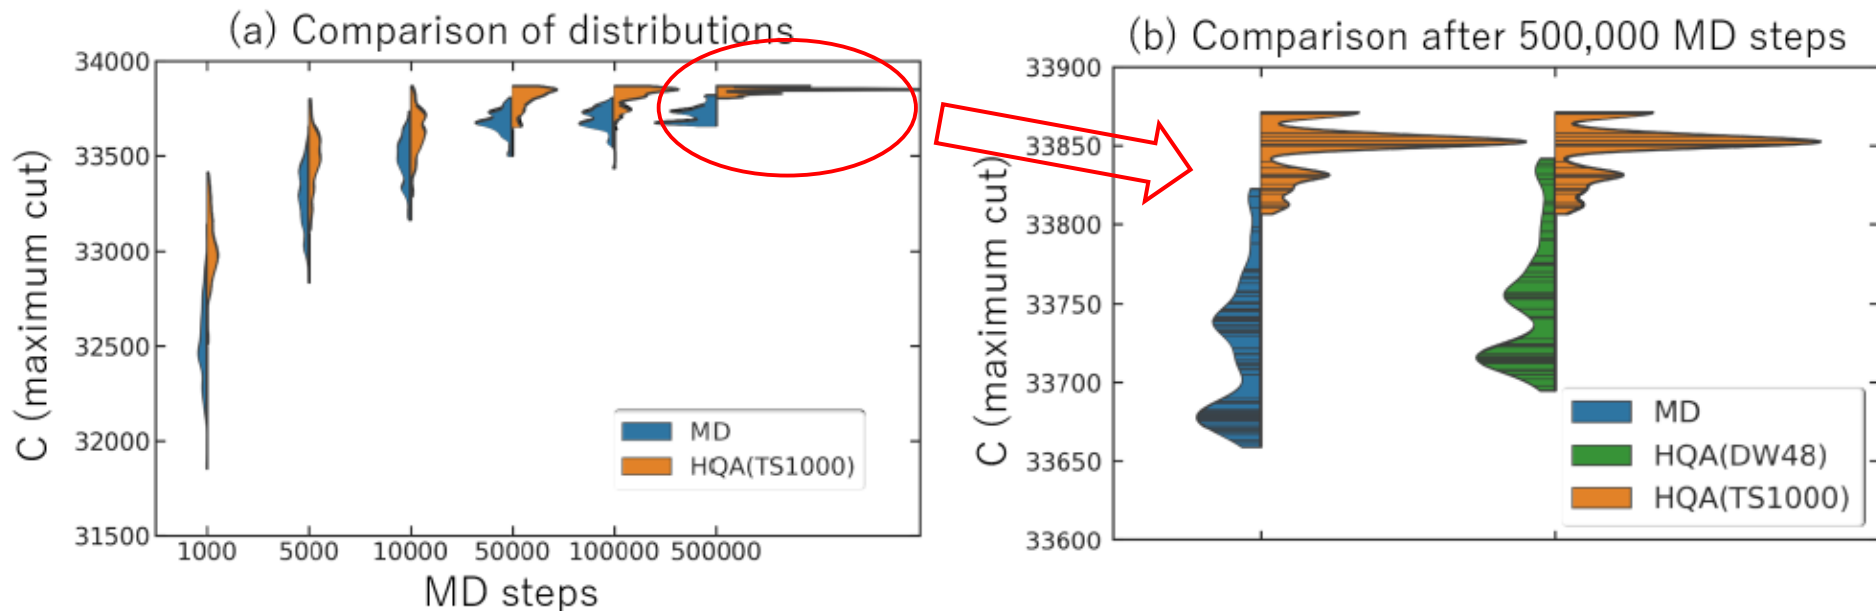 (a) Comparison of distributions
C (maximum cut)
34000
33500
33000
32500
32000
31500
1000 5000 10000 50000 100000 500000
MD steps
MD
HQA(TS1000)
(b) Comparison after 500,000 MD steps
C (maximum cut)
33900
33850
33800
33750
33700
33650
33600
MD
HQA(DW48)
HQA(TS1000)